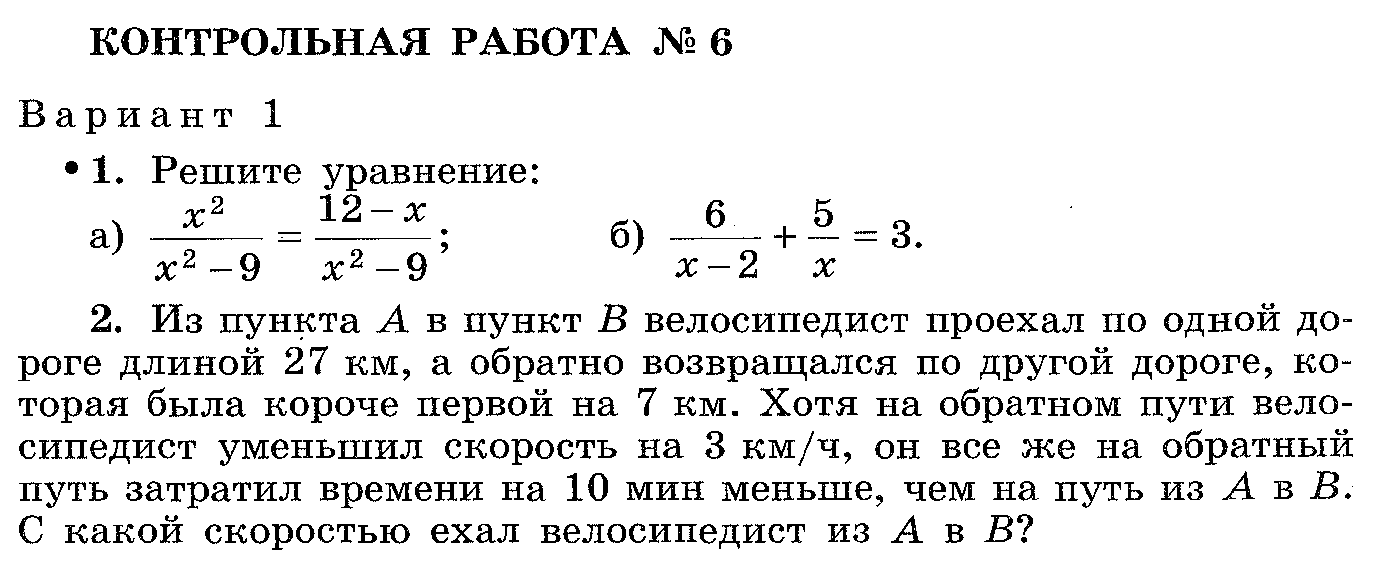 КОНТРОЛЬНАЯ РАБОТА № 6
Вариант 1
• 1. Решите уравнение:
а) x²/(x² – 9) = (12 – x)/(x² – 9); б) 6/(x – 2) + 5/x = 3.
2. Из пункта A в пункт B велосипедист проехал по одной до-
роге длиной 27 км, а обратно возвращался по другой дороге, ко-
торая была короче первой на 7 км. Хотя на обратном пути вело-
сипедист уменьшил скорость на 3 км/ч, он все же на обратный
путь затратил времени на 10 мин меньше, чем на путь из A в B.
С какой скоростью ехал велосипедист из A в B?